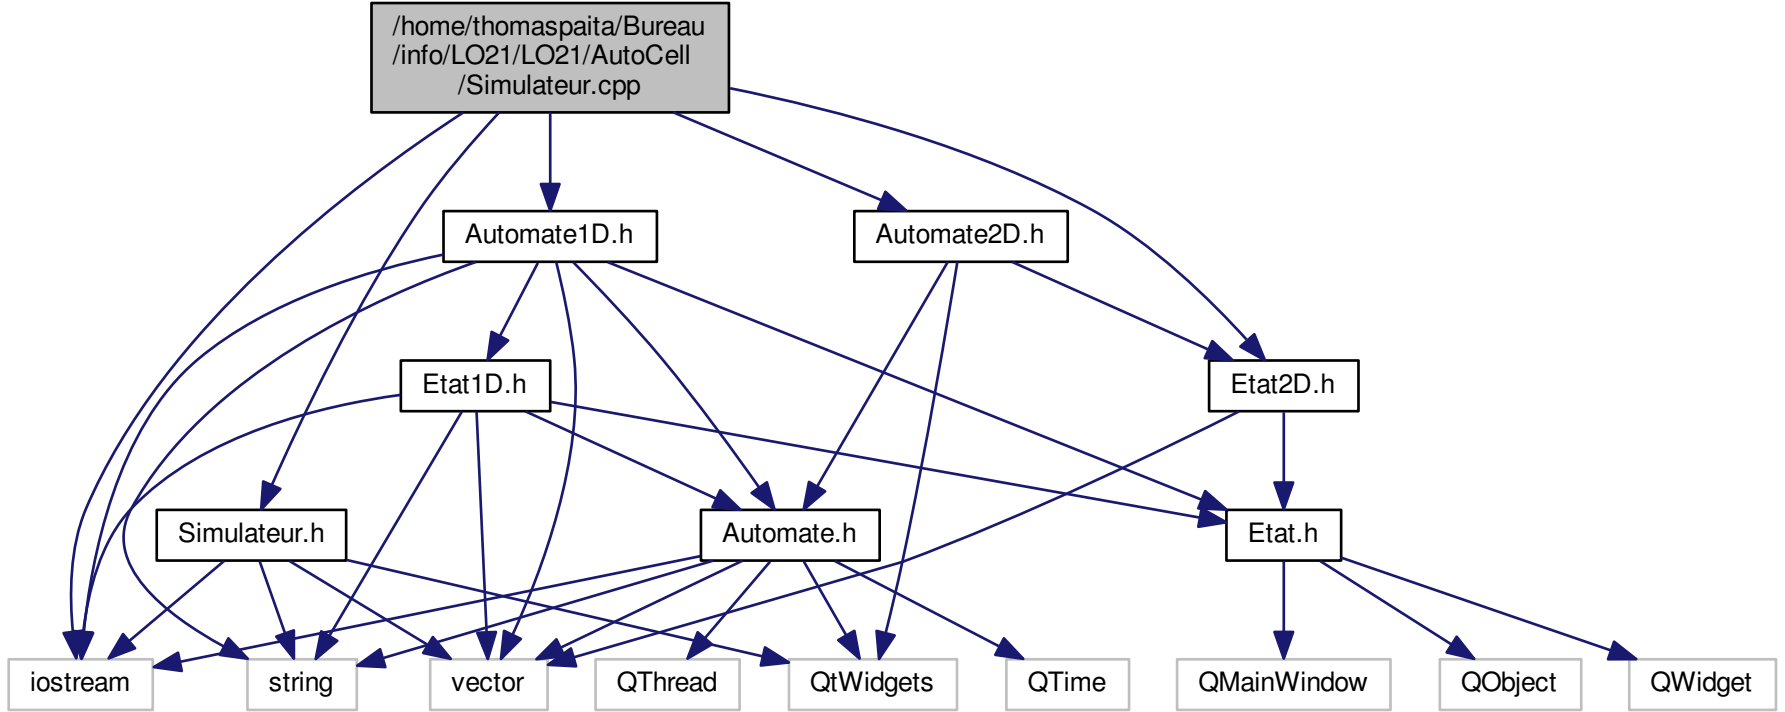 /home/thomaspaita/Bureau
/info/LO21/LO21/AutoCell
/Simulateur.cpp
Automate1D.h
Automate2D.h
Etat1D.h
Etat2D.h
Simulateur.h
Automate.h
Etat.h
iostream
string
vector
QThread
QtWidgets
QTime
QMainWindow
QObject
QWidget